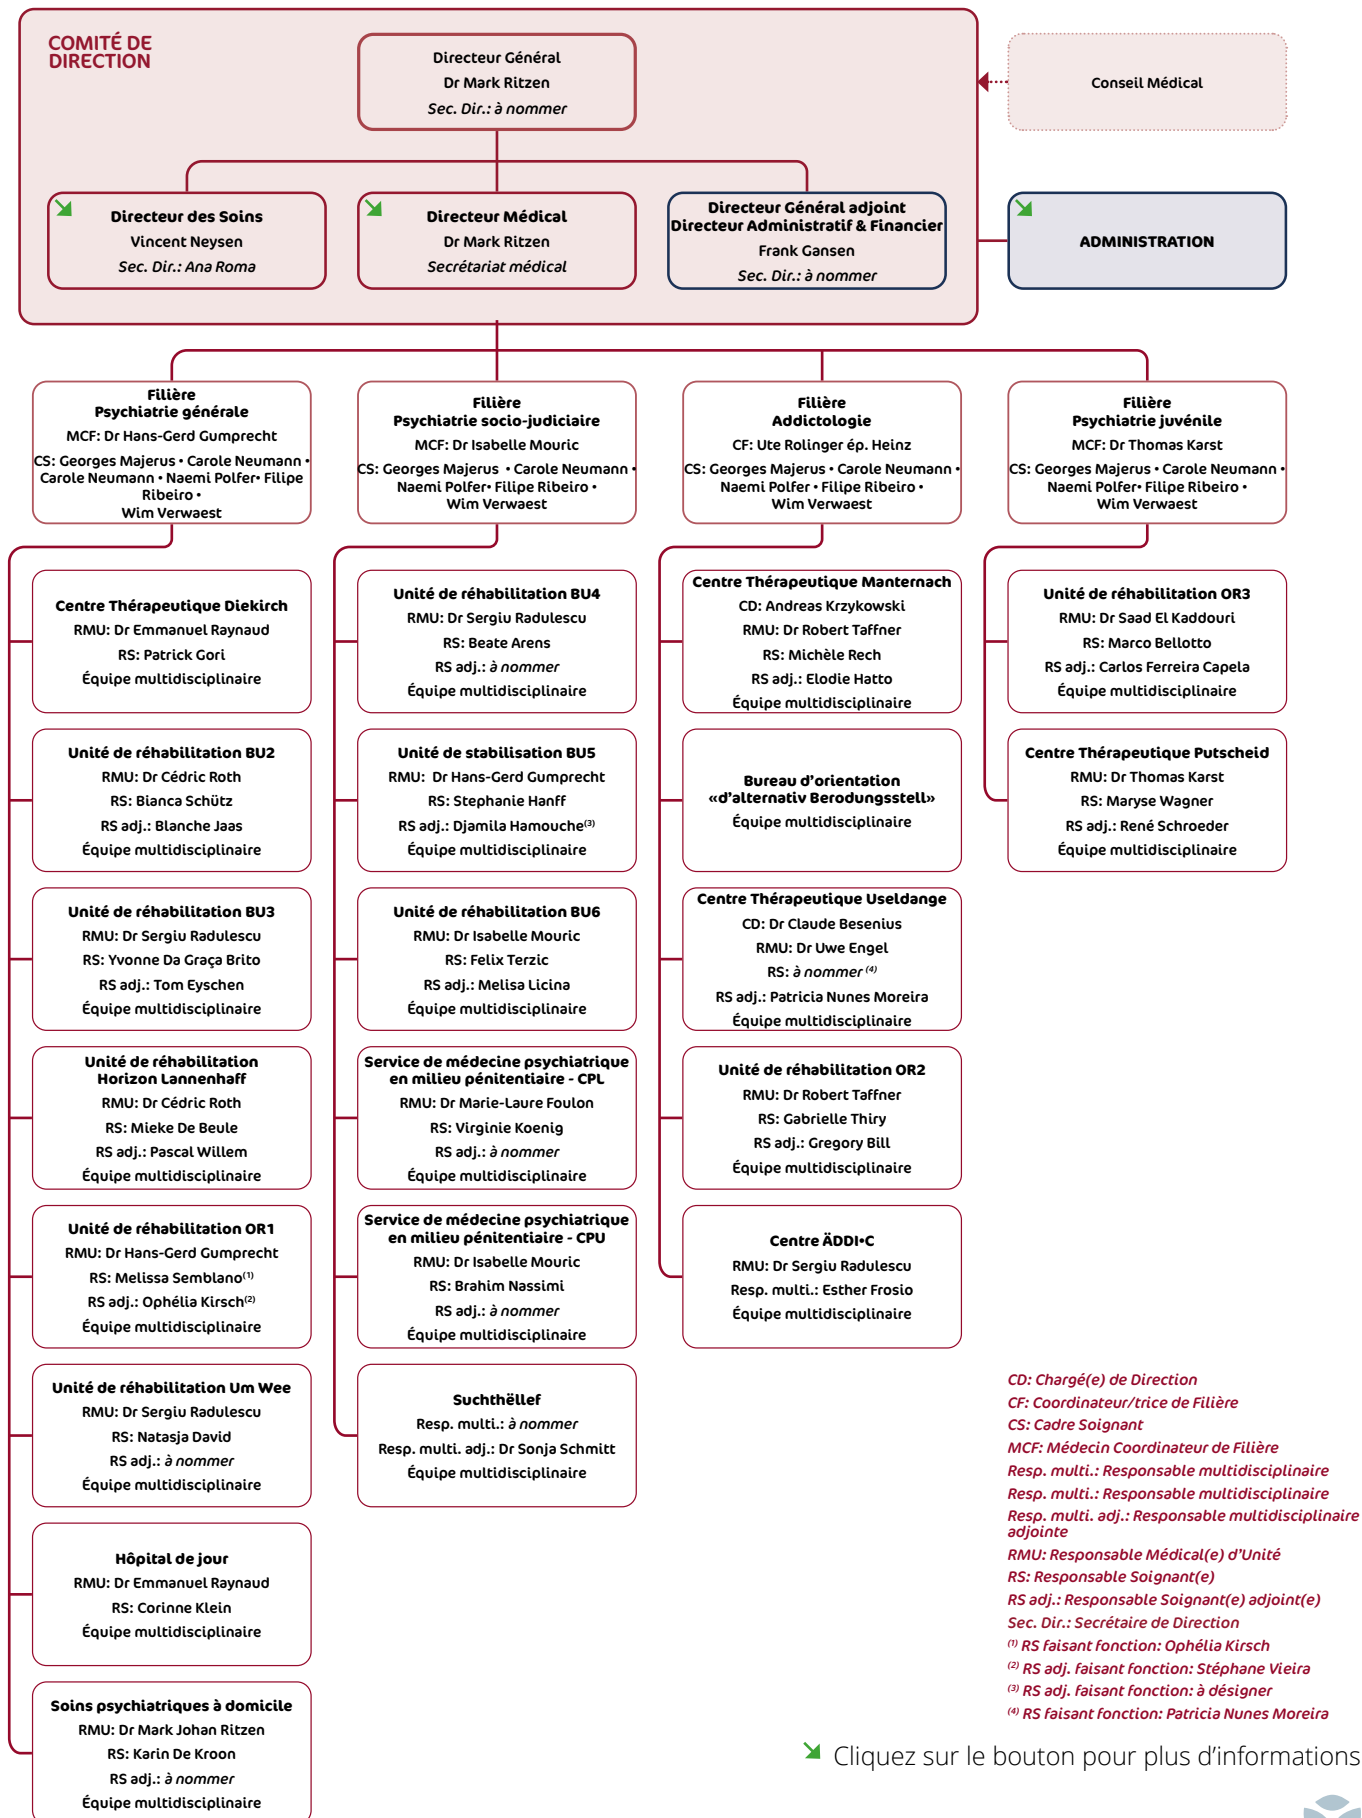 COMITÉ DE
DIRECTION
Directeur Général
Dr Mark Ritzen
Sec. Dir.: à nommer
Conseil Médical
Directeur des Soins
Vincent Neysen
Sec. Dir.: Ana Roma
Directeur Médical
Dr Mark Ritzen
Secrétariat médical
Directeur Général adjoint
Directeur Administratif & Financier
Frank Gansen
Sec. Dir.: à nommer
ADMINISTRATION
Filière
Psychiatrie générale
MCF: Dr Hans-Gerd Gumprecht
CS: Georges Majerus • Carole Neumann •
Carole Neumann • Naemi Polfer• Filipe
Ribeiro •
Wim Verwaest
Filière
Psychiatrie socio-judiciaire
MCF: Dr Isabelle Mouric
CS: Georges Majerus • Carole Neumann •
Naemi Polfer• Filipe Ribeiro •
Wim Verwaest
Filière
Addictologie
CF: Ute Rolinger ép. Heinz
CS: Georges Majerus • Carole Neumann •
Naemi Polfer • Filipe Ribeiro •
Wim Verwaest
Filière
Psychiatrie juvénile
MCF: Dr Thomas Karst
CS: Georges Majerus • Carole Neumann •
Naemi Polfer• Filipe Ribeiro •
Wim Verwaest
Centre Thérapeutique Diekirch
RMU: Dr Emmanuel Raynaud
RS: Patrick Gori
Équipe multidisciplinaire
Unité de réhabilitation BU2
RMU: Dr Cédric Roth
RS: Bianca Schütz
RS adj.: Blanche Jaas
Équipe multidisciplinaire
Unité de réhabilitation BU3
RMU: Dr Sergiu Radulescu
RS: Yvonne Da Graça Brito
RS adj.: Tom Eyschen
Équipe multidisciplinaire
Unité de réhabilitation
Horizon Lannenhaff
RMU: Dr Cédric Roth
RS: Mieke De Beule
RS adj.: Pascal Willem
Équipe multidisciplinaire
Unité de réhabilitation OR1
RMU: Dr Hans-Gerd Gumprecht
RS: Melissa Semblano(1)
RS adj.: Ophélia Kirsch(2)
Équipe multidisciplinaire
Unité de réhabilitation Um Wee
RMU: Dr Sergiu Radulescu
RS: Natasja David
RS adj.: à nommer
Équipe multidisciplinaire
Hôpital de jour
RMU: Dr Emmanuel Raynaud
RS: Corinne Klein
Équipe multidisciplinaire
Soins psychiatriques à domicile
RMU: Dr Mark Johan Ritzen
RS: Karin De Kroon
RS adj.: à nommer
Équipe multidisciplinaire
Unité de réhabilitation BU4
RMU: Dr Sergiu Radulescu
RS: Beate Arens
RS adj.: à nommer
Équipe multidisciplinaire
Unité de stabilisation BU5
RMU: Dr Hans-Gerd Gumprecht
RS: Stephanie Hanff
RS adj.: Djamila Hamouche(3)
Équipe multidisciplinaire
Unité de réhabilitation BU6
RMU: Dr Isabelle Mouric
RS: Felix Terzic
RS adj.: Melisa Licina
Équipe multidisciplinaire
Service de médecine psychiatrique
en milieu pénitentiaire - CPL
RMU: Dr Marie-Laure Foulon
RS: Virginie Koenig
RS adj.: à nommer
Équipe multidisciplinaire
Service de médecine psychiatrique
en milieu pénitentiaire - CPU
RMU: Dr Isabelle Mouric
RS: Brahim Nassimi
RS adj.: à nommer
Équipe multidisciplinaire
Suchthëllef
Resp. multi.: à nommer
Resp. multi. adj.: Dr Sonja Schmitt
Équipe multidisciplinaire
Centre Thérapeutique Manternach
CD: Andreas Krzykowski
RMU: Dr Robert Taffner
RS: Michèle Rech
RS adj.: Elodie Hatto
Équipe multidisciplinaire
Bureau d'orientation
«d'alternativ Berodungsstell»
Équipe multidisciplinaire
Centre Thérapeutique Useldange
CD: Dr Claude Besenius
RMU: Dr Uwe Engel
RS: à nommer (4)
RS adj.: Patricia Nunes Moreira
Équipe multidisciplinaire
Unité de réhabilitation OR2
RMU: Dr Robert Taffner
RS: Gabrielle Thiry
RS adj.: Gregory Bill
Équipe multidisciplinaire
Centre ÄDDI•C
RMU: Dr Sergiu Radulescu
Resp. multi.: Esther Frosio
Équipe multidisciplinaire
Unité de réhabilitation OR3
RMU: Dr Saad El Kaddouri
RS: Marco Bellotto
RS adj.: Carlos Ferreira Capela
Équipe multidisciplinaire
Centre Thérapeutique Putscheid
RMU: Dr Thomas Karst
RS: Maryse Wagner
RS adj.: René Schroeder
Équipe multidisciplinaire
CD: Chargé(e) de Direction
CF: Coordinateur/trice de Filière
CS: Cadre Soignant
MCF: Médecin Coordinateur de Filière
Resp. multi.: Responsable multidisciplinaire
Resp. multi.: Responsable multidisciplinaire
Resp. multi. adj.: Responsable multidisciplinaire
adjointe
RMU: Responsable Médical(e) d'Unité
RS: Responsable Soignant(e)
RS adj.: Responsable Soignant(e) adjoint(e)
Sec. Dir.: Secrétaire de Direction
(1) RS faisant fonction: Ophélia Kirsch
(2) RS adj. faisant fonction: Stéphane Vieira
(3) RS adj. faisant fonction: à désigner
(4) RS faisant fonction: Patricia Nunes Moreira
Cliquez sur le bouton pour plus d'informations